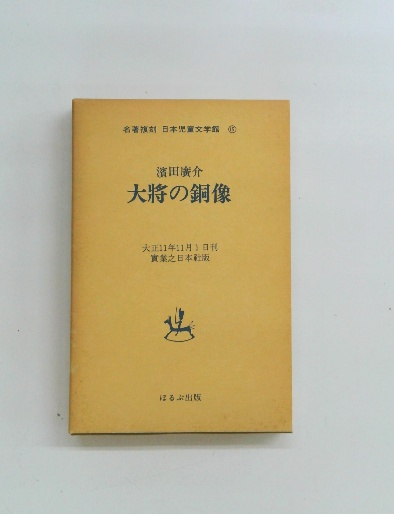 名著複刻 日本児童文学館
濱田廣介
大將の銅像
大正11年11月1日刊
實業之日本社版
ほるぷ出版